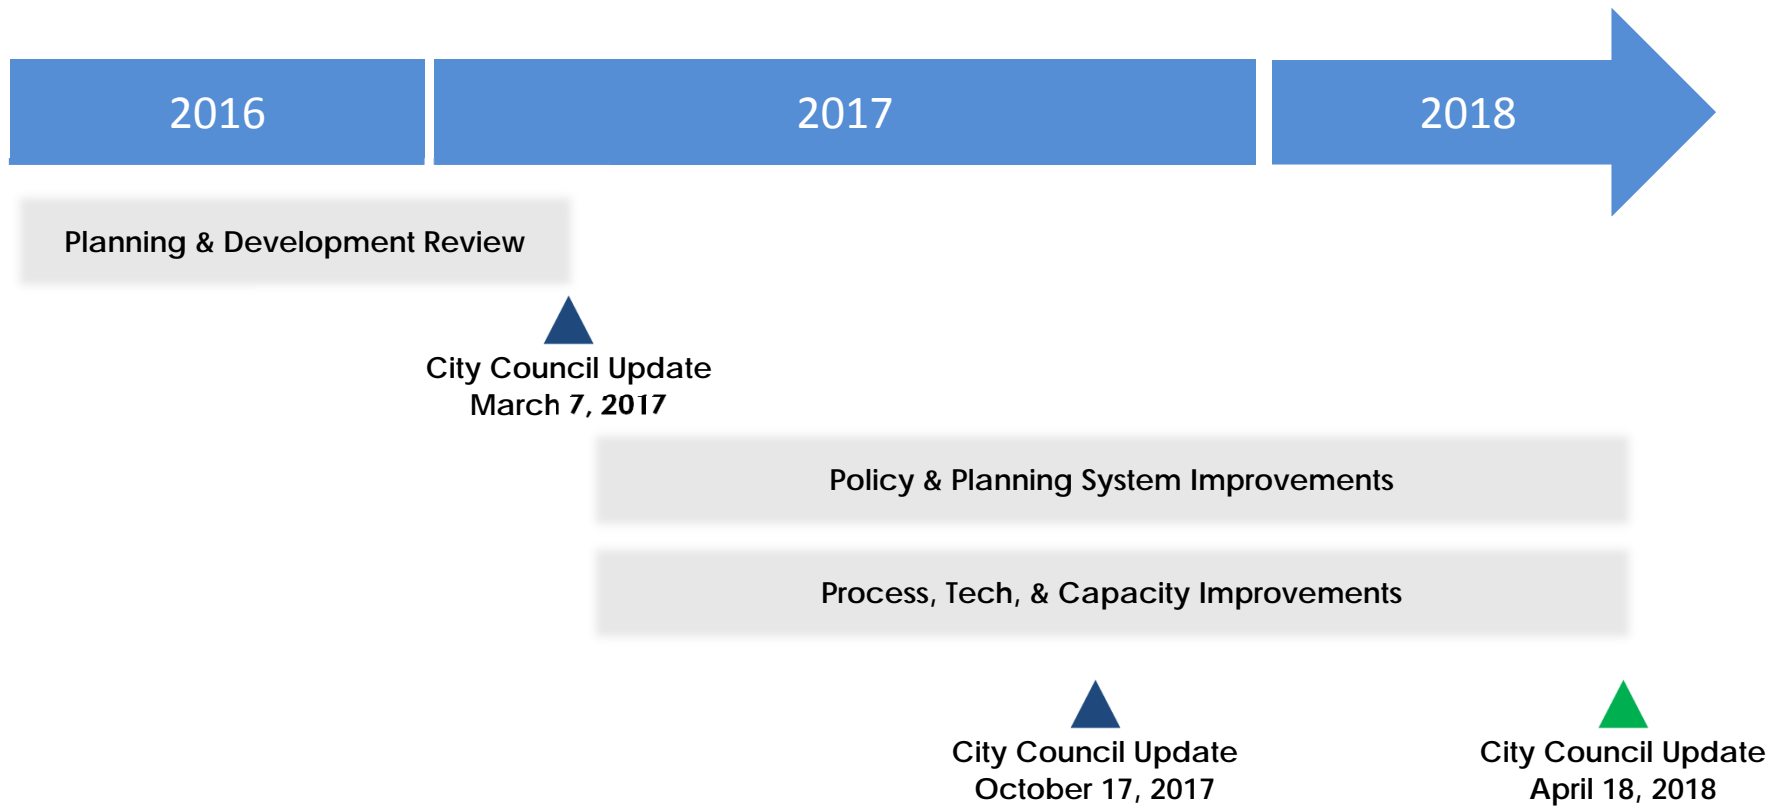 2016
2017
2018
Planning & Development Review
City Council Update
March 7, 2017
Policy & Planning System Improvements
Process, Tech, & Capacity Improvements
City Council Update
October 17, 2017
City Council Update
April 18, 2018